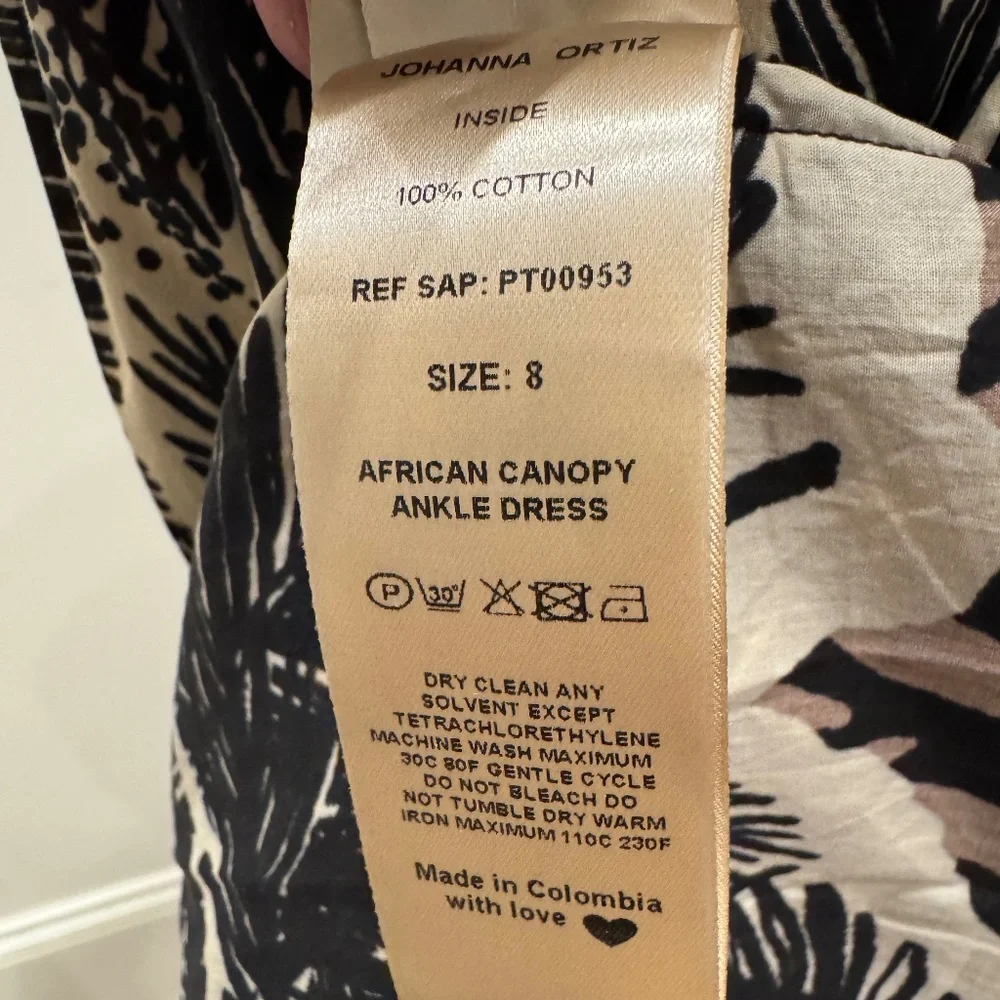 JOHANNA ORTIZ
INSIDE
100% COTTON
REF SAP: PT00953
SIZE: 8
AFRICAN CANOPY
ANKLE DRESS
P 30°
DRY CLEAN ANY
SOLVENT EXCEPT
TETRACHLORETHYLENE
MACHINE WASH MAXIMUM
30C 80F GENTLE CYCLE
DO NOT BLEACH DO
NOT TUMBLE DRY WARM
IRON MAXIMUM 110C 230F
Made in Colombia
with love